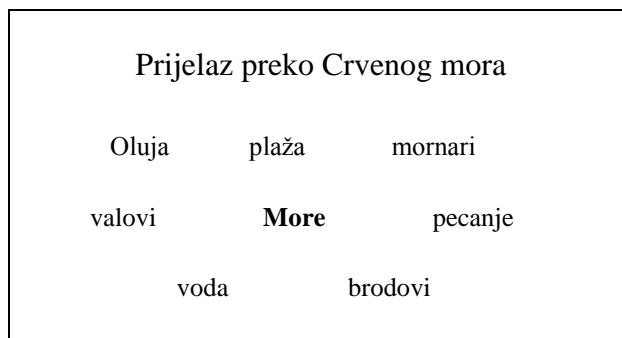 Prijelaz preko Crvenog mora
Oluja plaža mornari
valovi More pecanje
voda brodovi